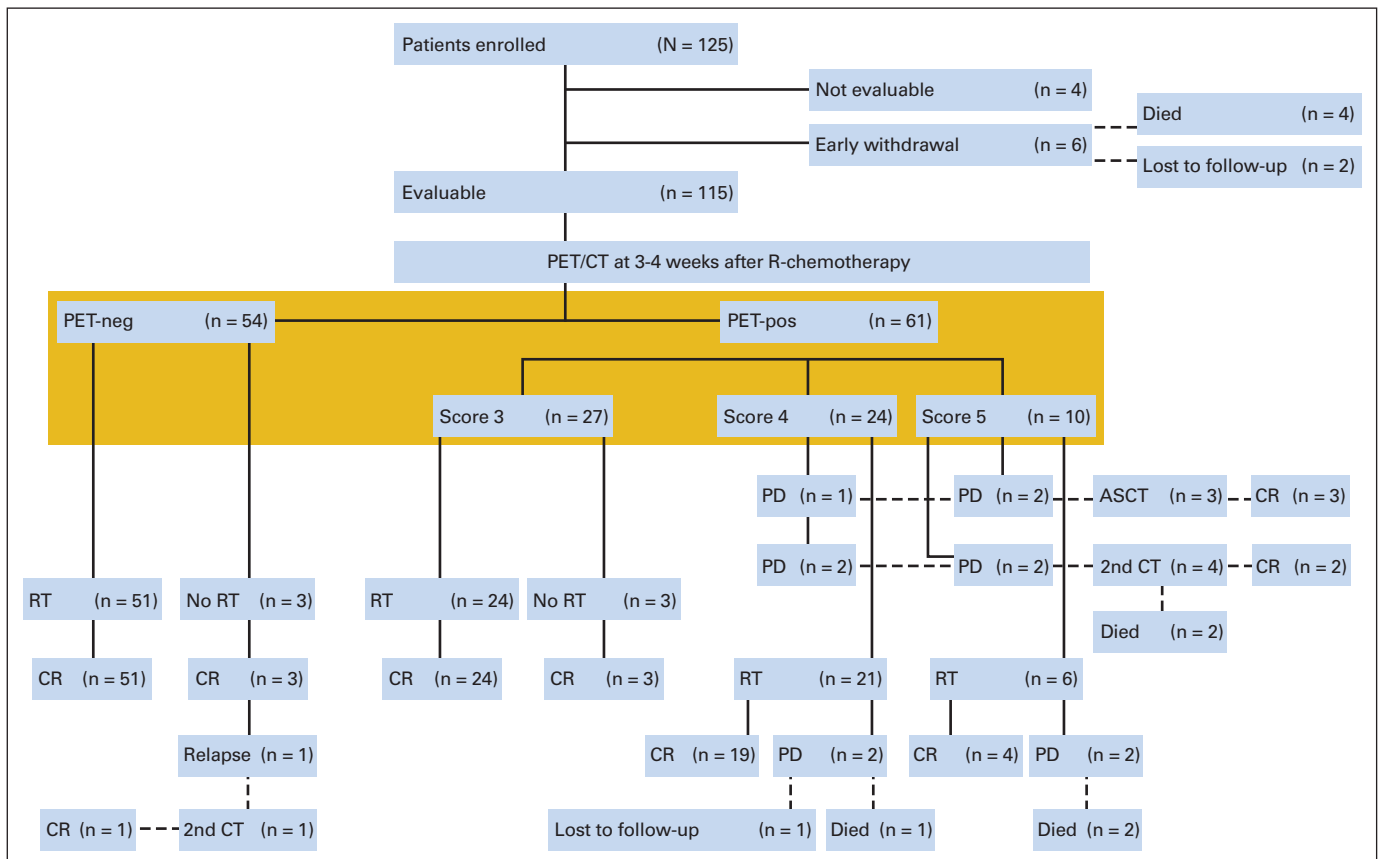 Patients enrolled (N = 125)
Not evaluable (n = 4)
Died (n = 4)
Early withdrawal (n = 6)
Lost to follow-up (n = 2)
Evaluable (n = 115)
PET/CT at 3-4 weeks after R-chemotherapy
PET-neg (n = 54)
PET-pos (n = 61)
Score 3 (n = 27)
Score 4 (n = 24)
Score 5 (n = 10)
PD (n = 1)
PD (n = 2)
ASCT (n = 3)
CR (n = 3)
PD (n = 2)
PD (n = 2)
2nd CT (n = 4)
CR (n = 2)
RT (n = 51)
No RT (n = 3)
RT (n = 24)
No RT (n = 3)
Died (n = 2)
CR (n = 51)
CR (n = 3)
CR (n = 24)
CR (n = 3)
RT (n = 21)
RT (n = 6)
Relapse (n = 1)
CR (n = 19)
PD (n = 2)
CR (n = 4)
PD (n = 2)
CR (n = 1)
2nd CT (n = 1)
Lost to follow-up (n = 1)
Died (n = 1)
Died (n = 2)